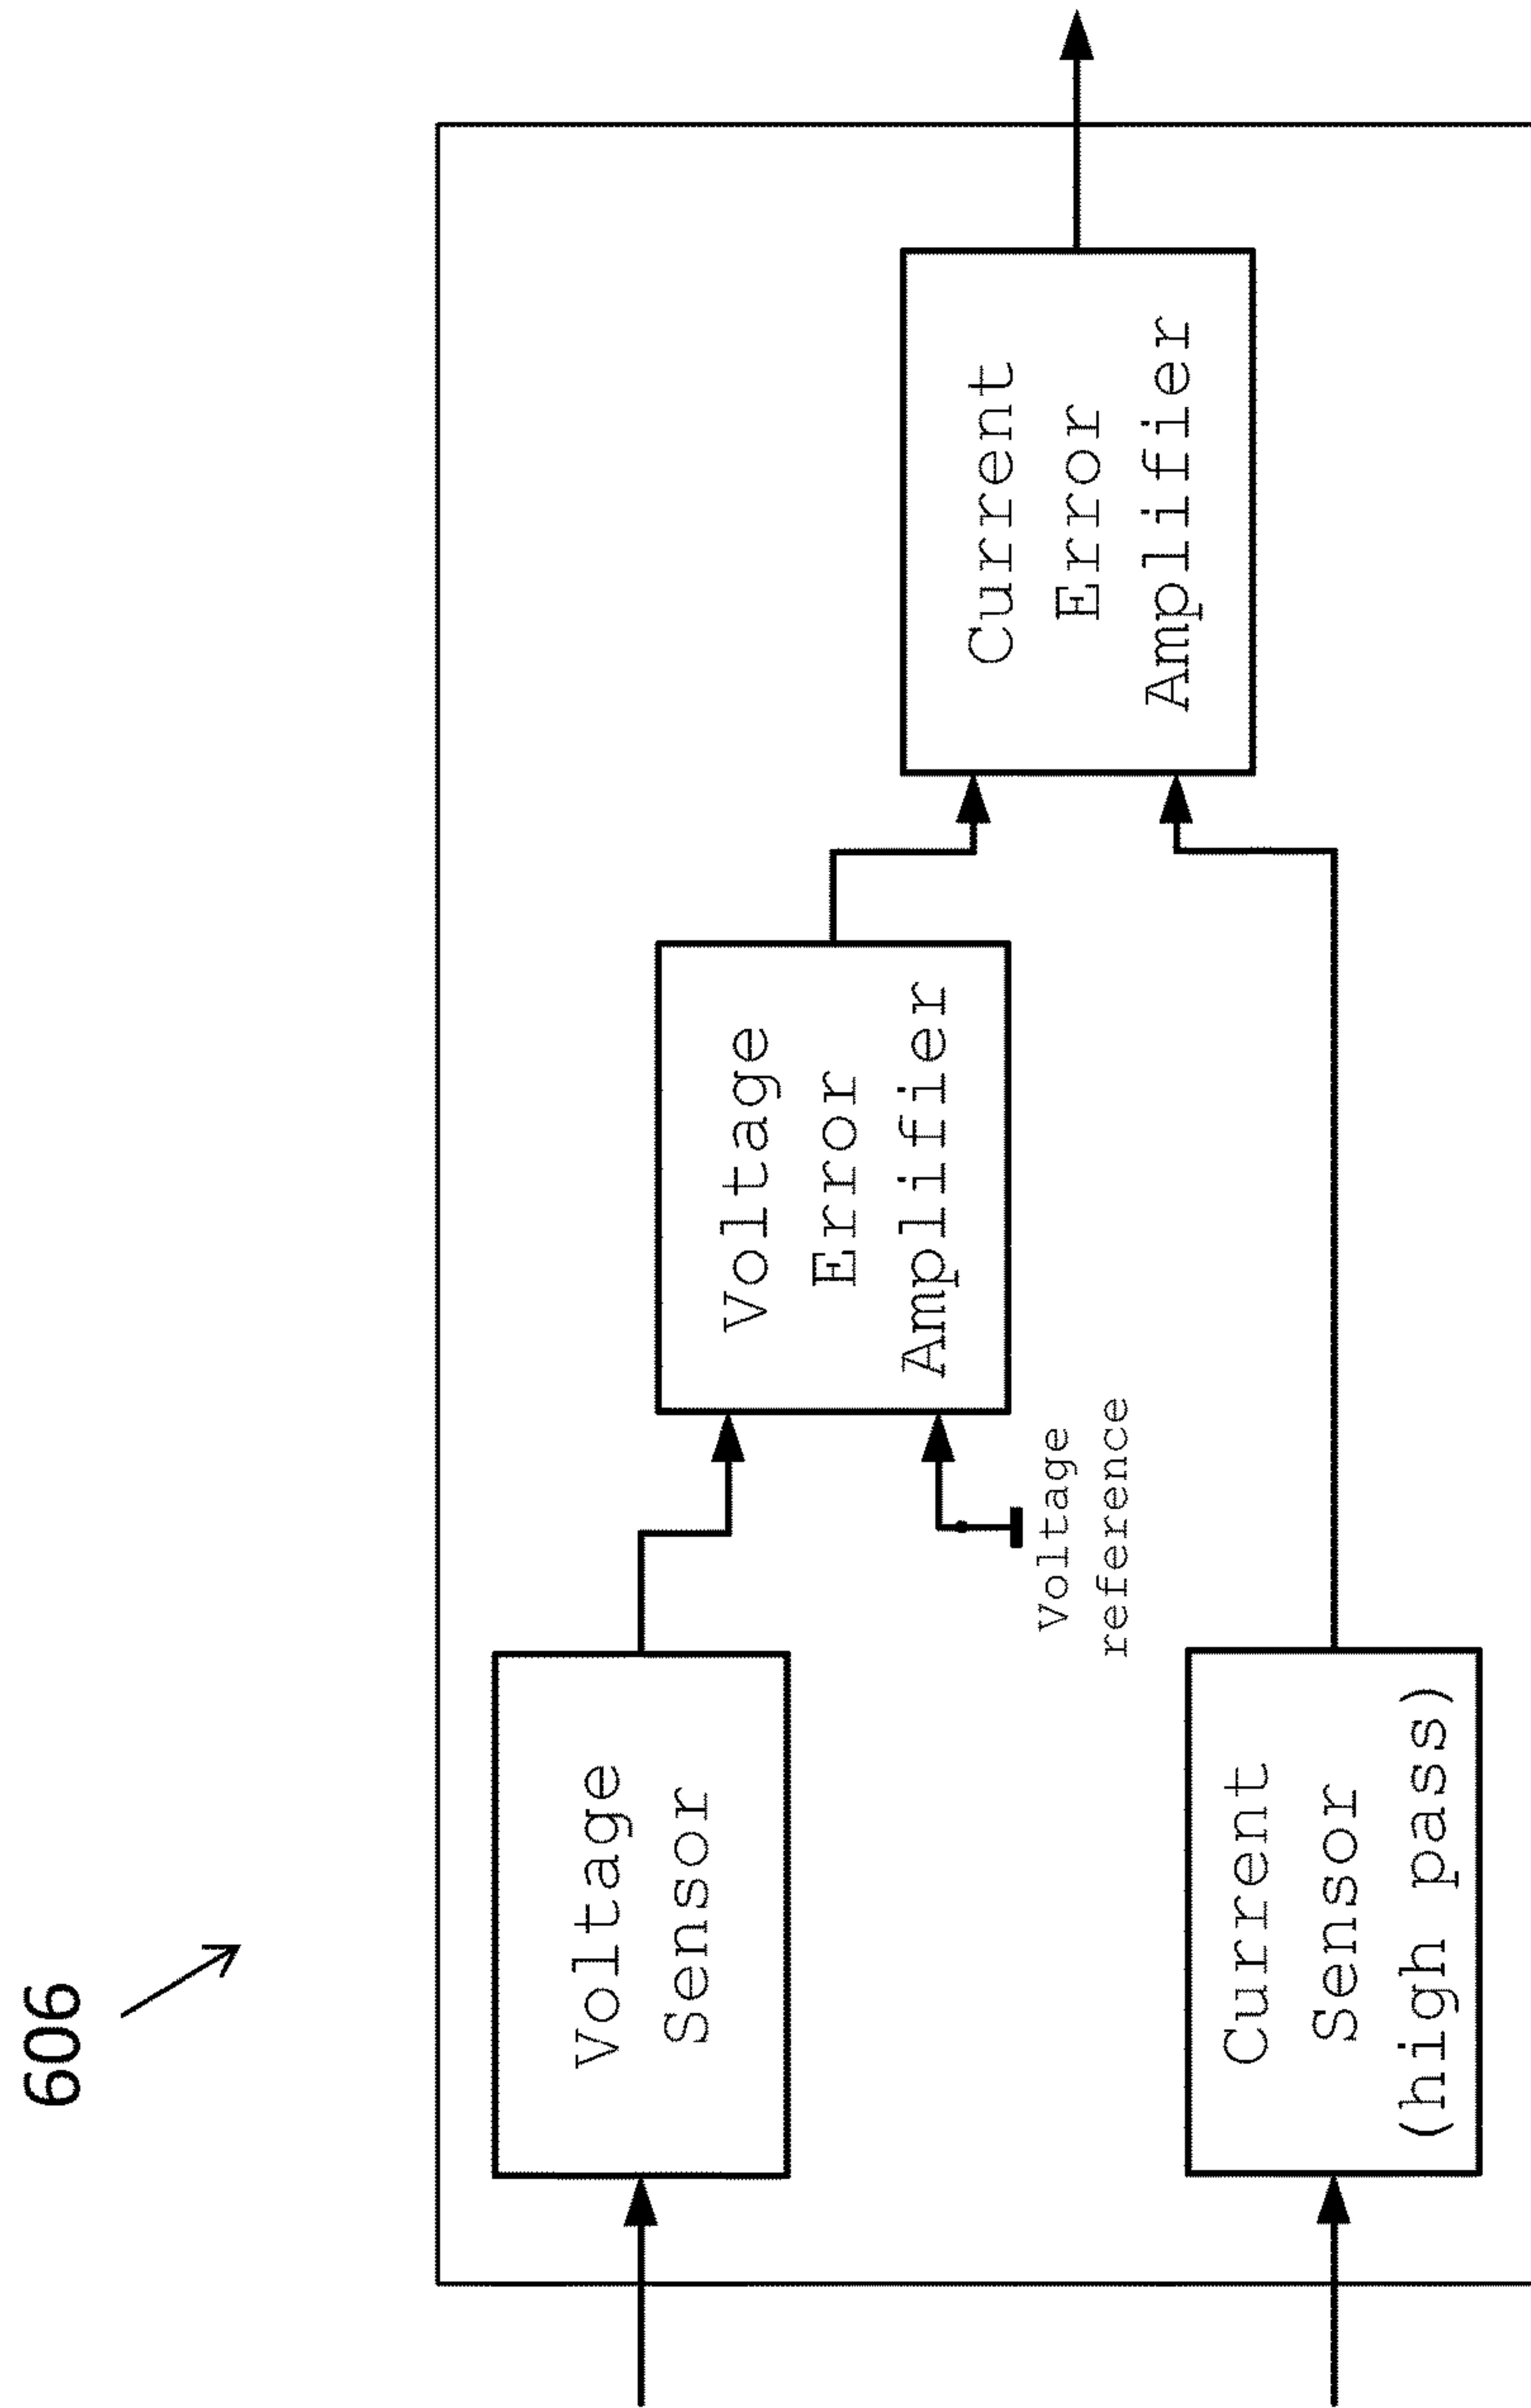 606
Voltage
Sensor
Voltage
Error
Amplifier
Voltage
reference
Current
Sensor
(high pass)
Current
Error
Amplifier